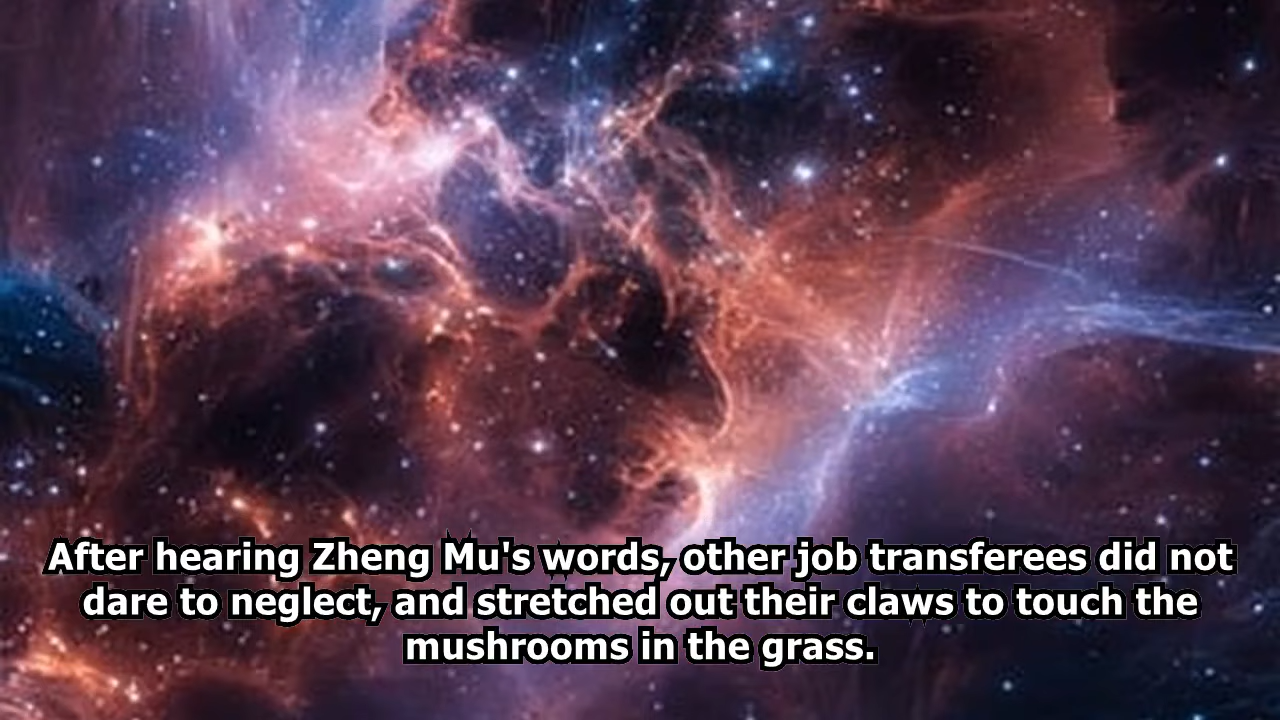 After hearing Zheng Mu's words, other job transferees did not
dare to neglect, and stretched out their claws to touch the
mushrooms in the grass.